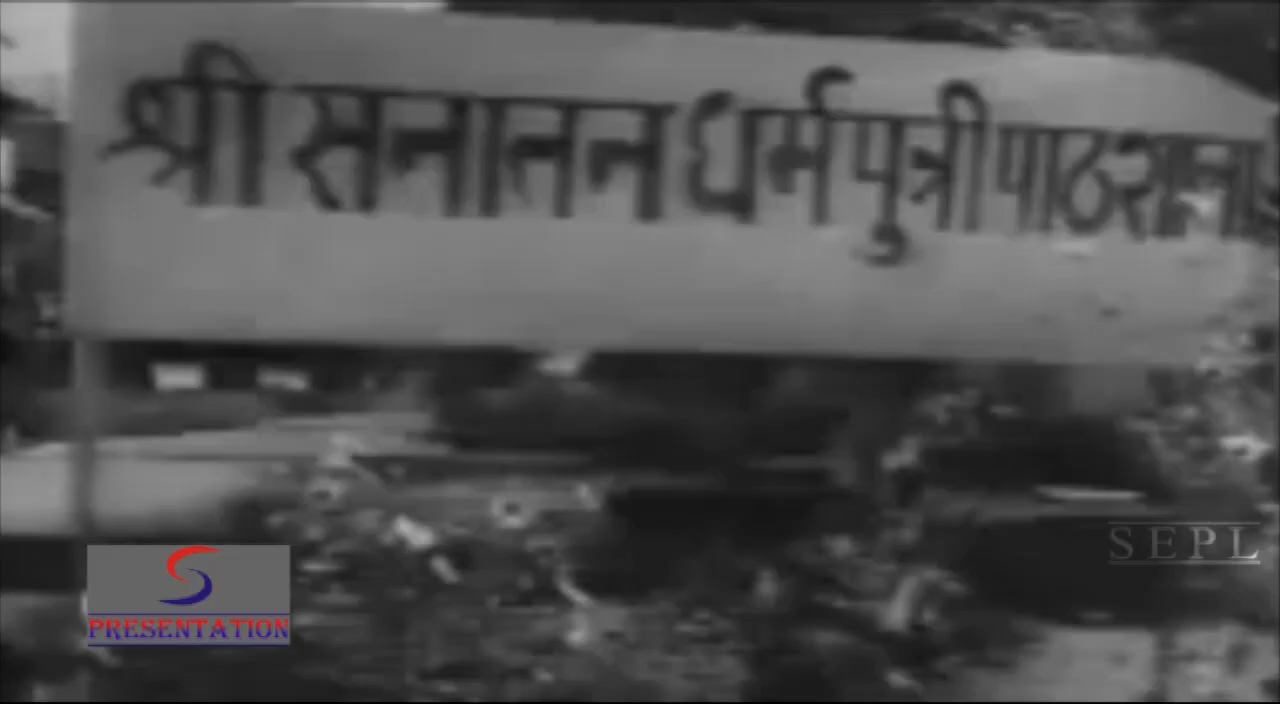 श्री सनातन धर्म पुत्री पाठशाला
SEPL
S
PRESENTATION